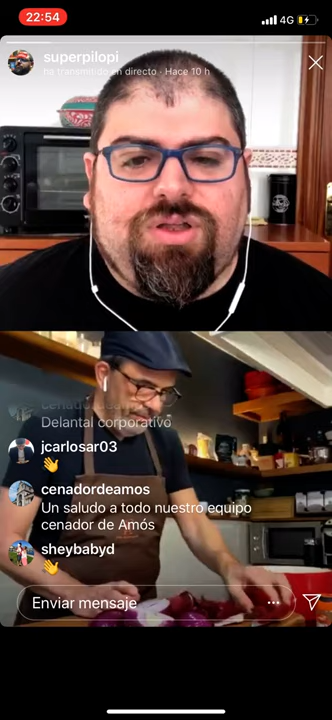 22:54
4G
superpilopi
ha transmitido en directo · Hace 10 h
cenadordeamos
Delantal corporativo
jcarlosar03
cenadordeamos
Un saludo a todo nuestro equipo
cenador de Amós
sheybabyd
Enviar mensaje